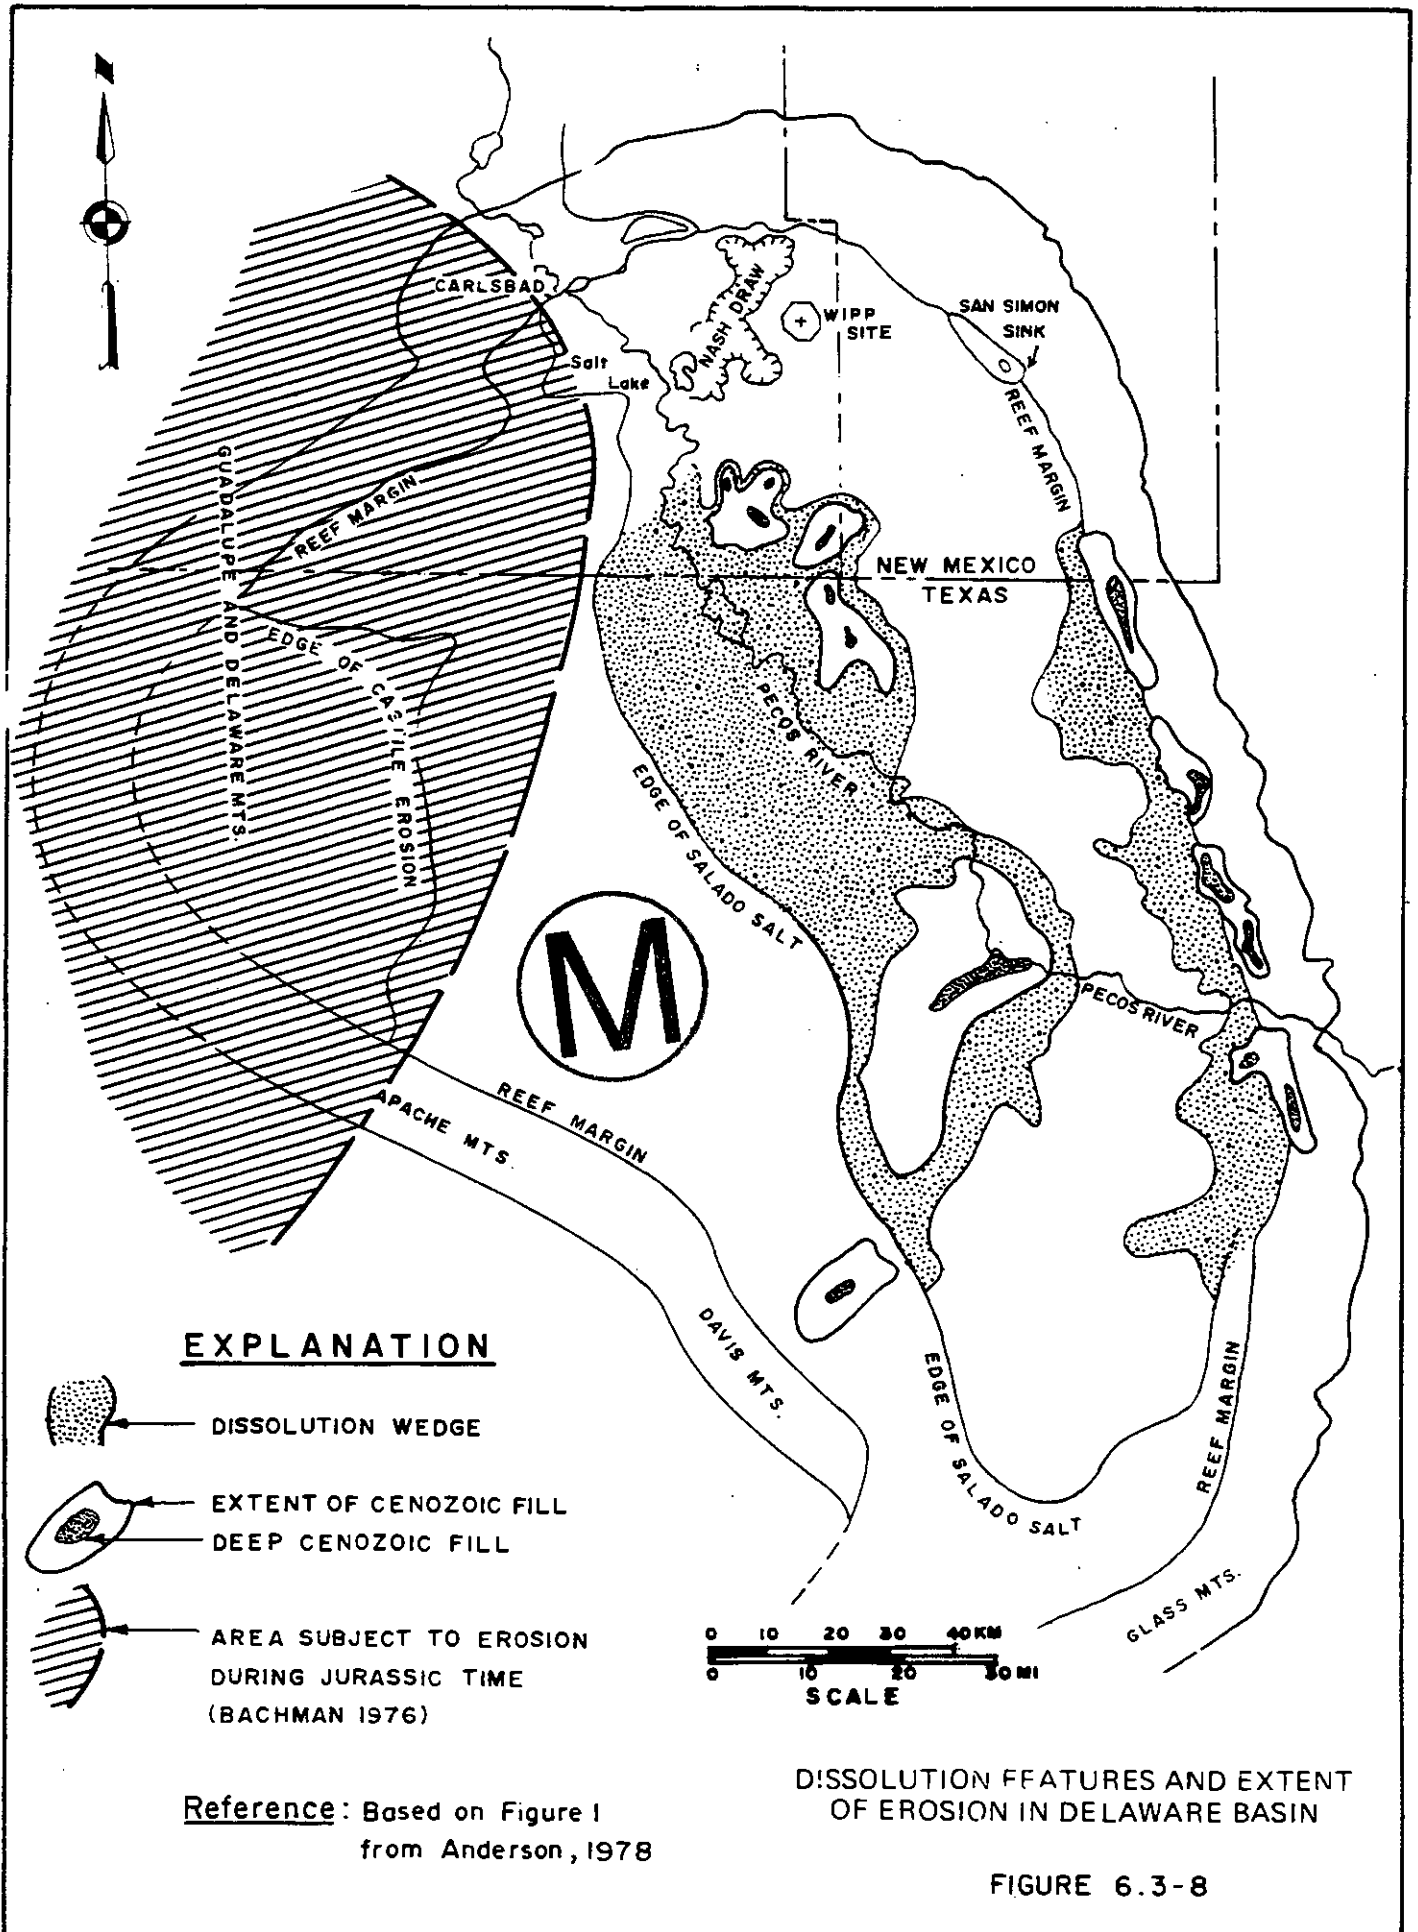 N
CARLSBAD
NASH DRAW
WIPP
SITE
SAN SIMON
SINK
Salt
Lake
REEF MARGIN
GUADALUPE AND DELAWARE MTS.
REEF MARGIN
NEW MEXICO
TEXAS
EDGE OF CASTILE EROSION
PECOS RIVER
EDGE OF SALADO SALT
M
PECOS RIVER
REEF MARGIN
APACHE MTS.
DAVIS MTS.
EDGE OF SALADO SALT
REEF MARGIN
GLASS MTS.
EXPLANATION
DISSOLUTION WEDGE
EXTENT OF CENOZOIC FILL
DEEP CENOZOIC FILL
AREA SUBJECT TO EROSION
DURING JURASSIC TIME
(BACHMAN 1976)
0 10 20 30 40 KM
0 10 20 30 MI
SCALE
Reference: Based on Figure 1
from Anderson, 1978
DISSOLUTION FEATURES AND EXTENT
OF EROSION IN DELAWARE BASIN
FIGURE 6.3-8